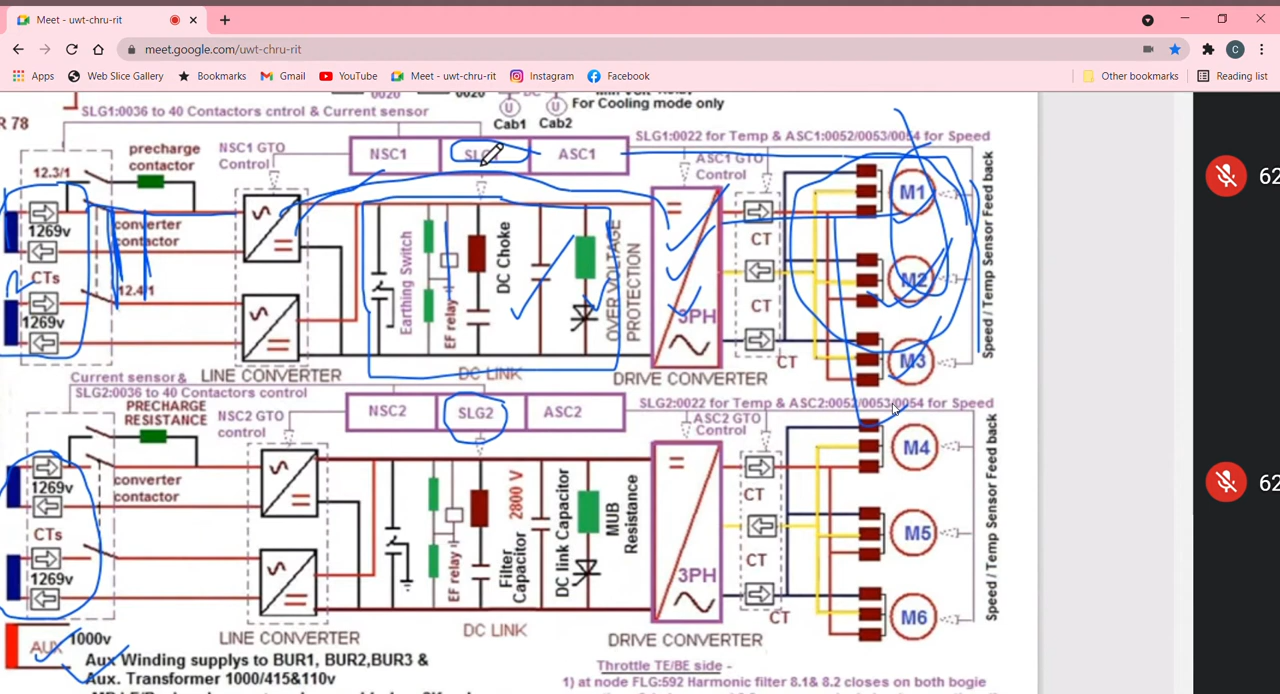 Meet - uwt-chru-rit
meet.google.com/uwt-chru-rit
Apps Web Slice Gallery Bookmarks Gmail YouTube Meet - uwt-chru-rit Instagram Facebook Other bookmarks Reading list
0020 0020
For Cooling mode only
U U
Cab1 Cab2
SLG1:0036 to 40 Contactors cntrol & Current sensor
R 78
SLG1:0022 for Temp & ASC1:0052/0053/0054 for Speed
precharge contactor
NSC1 GTO Control
NSC1 ASC1
ASC1 GTO Control
12.3/1
1269v
converter contactor
CTs
12.4/1
1269v
Earthing Switch
EF relay
DC Choke
OVER VOLTAGE PROTECTION
3PH
CT
CT
CT
M1
M2
M3
Speed / Temp Sensor Feed back
LINE CONVERTER
DC LINK
DRIVE CONVERTER
Current sensor&
SLG2:0036 to 40 Contactors control
NSC2 SLG2 ASC2
SLG2:0022 for Temp & ASC2:0052/0053/0054 for Speed
PRECHARGE RESISTANCE
NSC2 GTO control
ASC2 GTO Control
1269v
converter contactor
CTs
1269v
EF relay
Filter Capacitor
2800 V
DC link Capacitor
MUB Resistance
3PH
CT
CT
CT
M4
M5
M6
Speed / Temp Sensor Feed back
LINE CONVERTER
DC LINK
DRIVE CONVERTER
AUX 1000v
Aux Winding supplys to BUR1, BUR2,BUR3 &
Aux. Transformer 1000/415&110v
Throttle TE/BE side -
1) at node FLG:592 Harmonic filter 8.1& 8.2 closes on both bogie
62
62